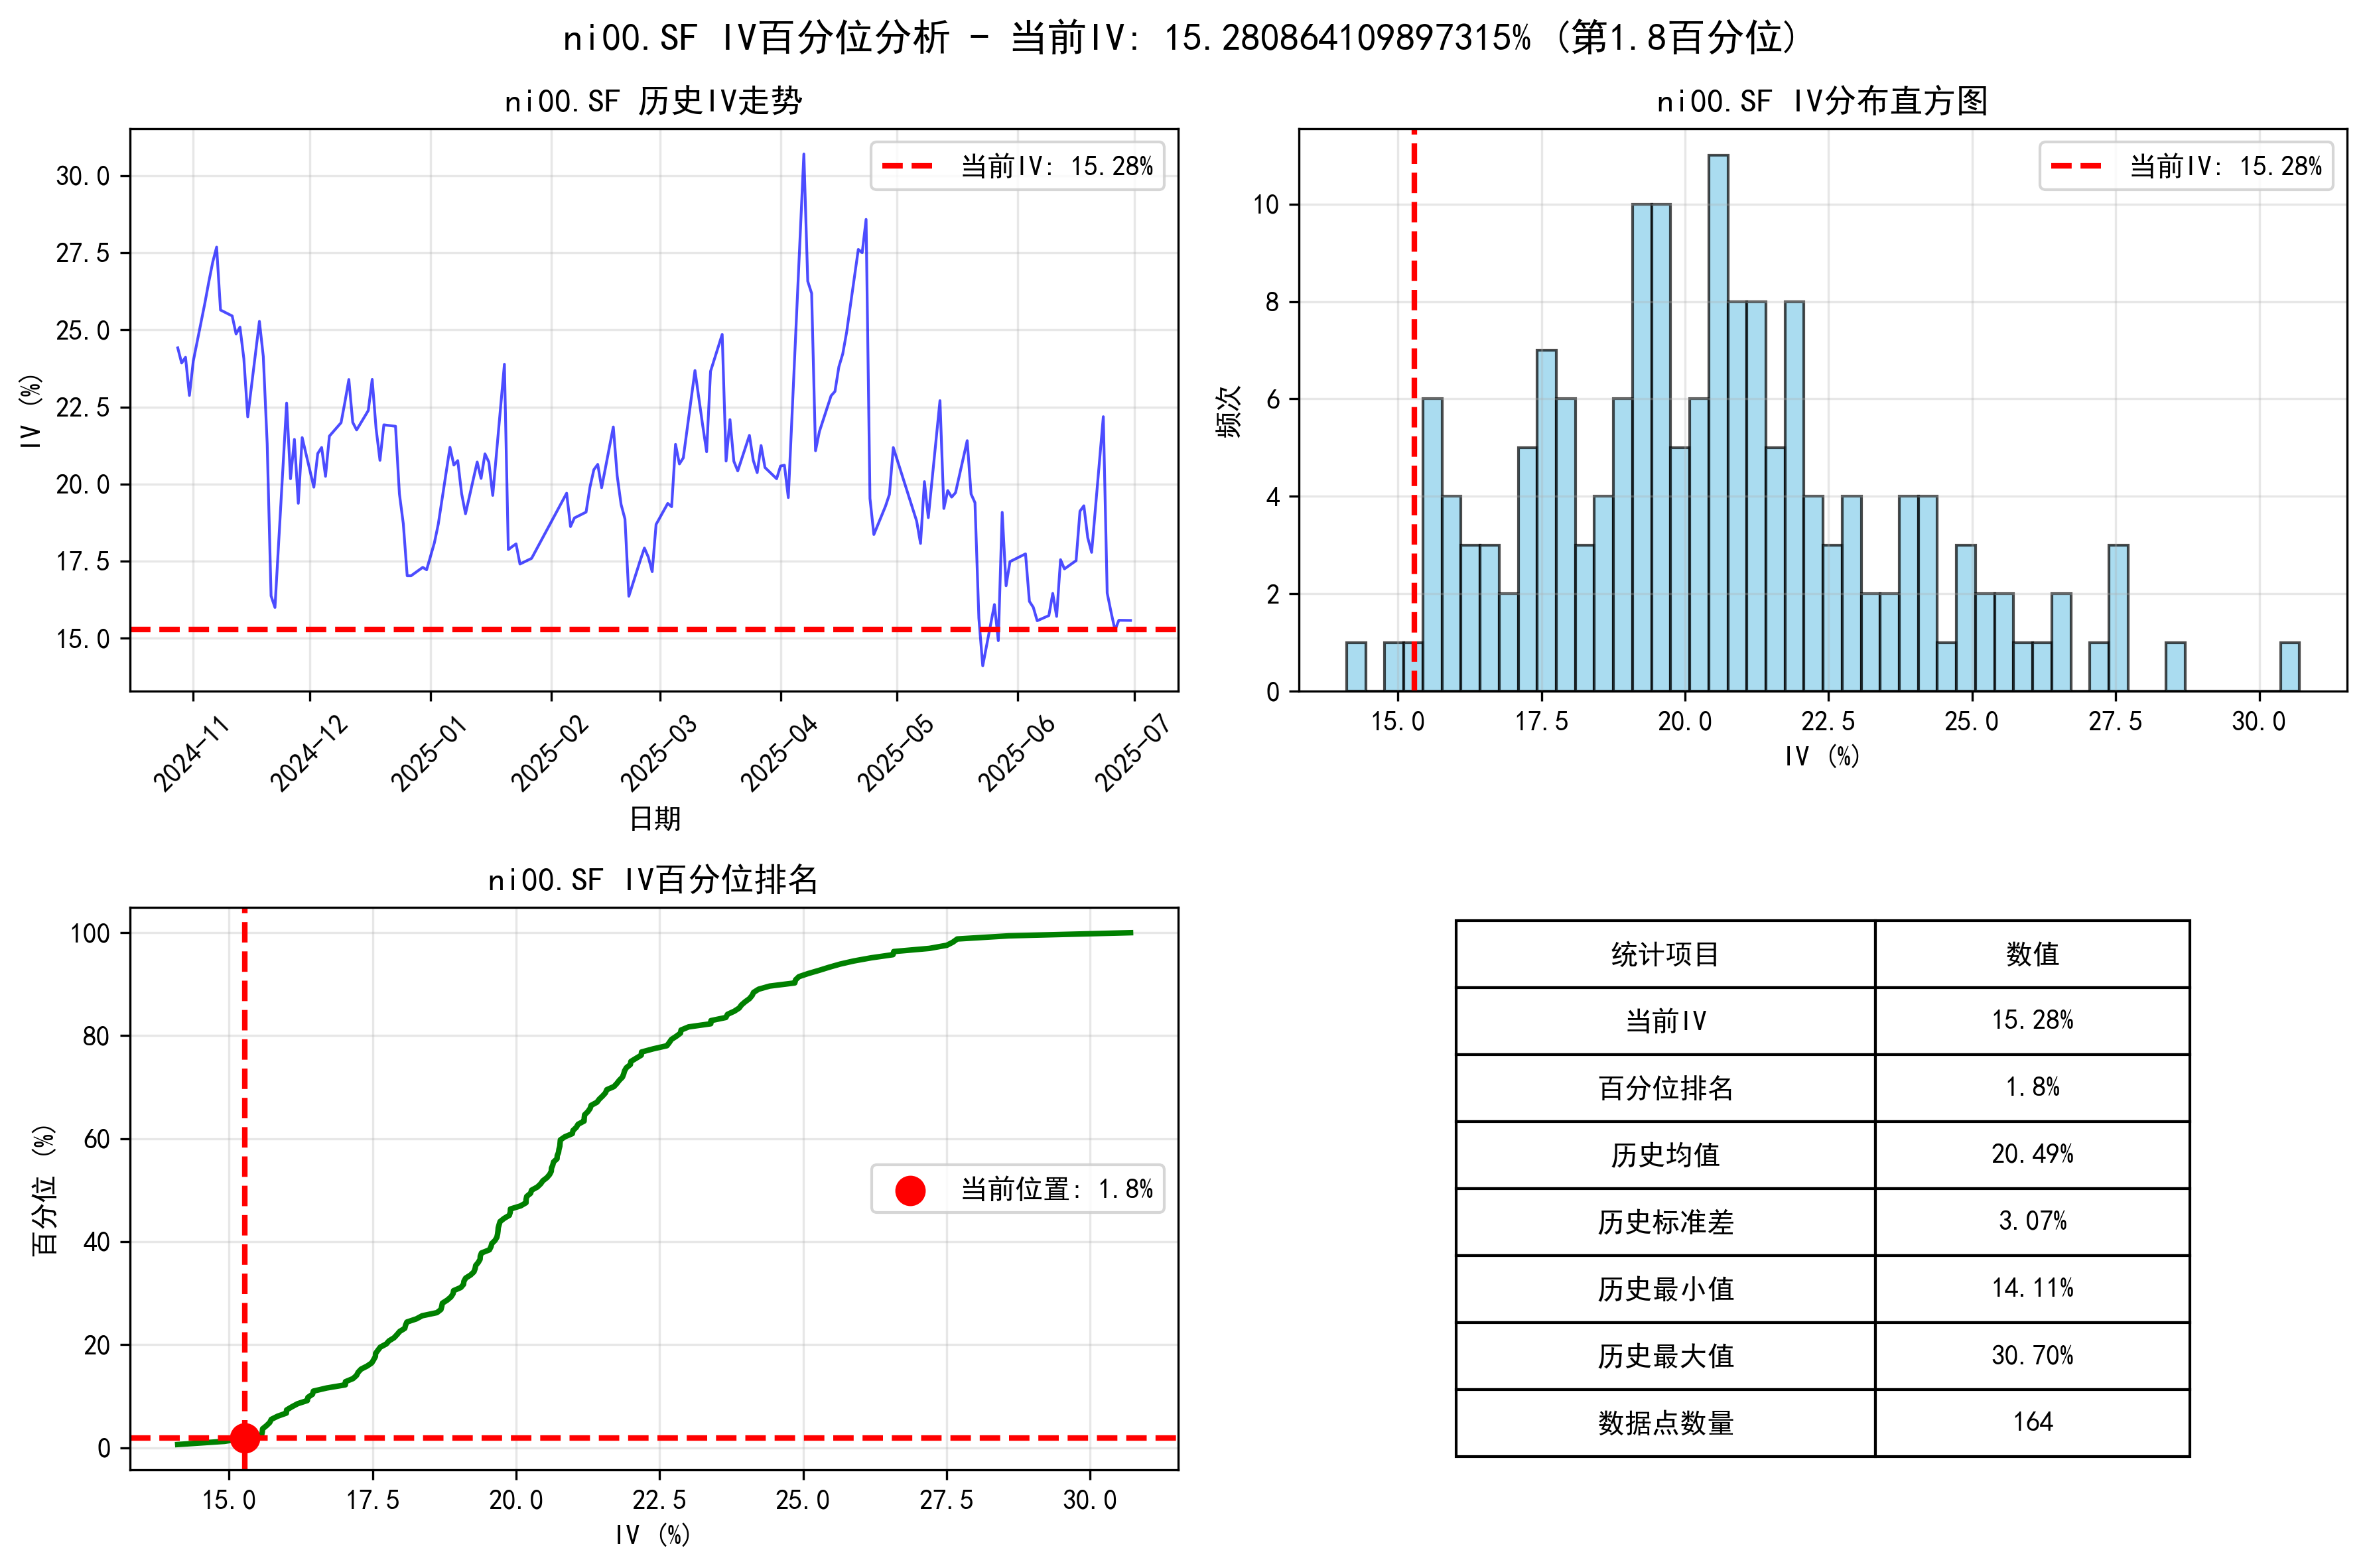 ni00.SF IV百分位分析 - 当前IV: 15.280864109897315% (第1.8百分位)
ni00.SF 历史IV走势
当前IV: 15.28%
30.0
27.5
25.0
22.5
20.0
17.5
15.0
IV (%)
2024-11
2024-12
2025-01
2025-02
2025-03
2025-04
2025-05
2025-06
2025-07
日期
ni00.SF IV分布直方图
当前IV: 15.28%
10
8
6
4
2
0
频次
15.0
17.5
20.0
22.5
25.0
27.5
30.0
IV (%)
ni00.SF IV百分位排名
当前位置: 1.8%
100
80
60
40
20
0
百分位 (%)
15.0
17.5
20.0
22.5
25.0
27.5
30.0
IV (%)
统计项目 数值
当前IV 15.28%
百分位排名 1.8%
历史均值 20.49%
历史标准差 3.07%
历史最小值 14.11%
历史最大值 30.70%
数据点数量 164